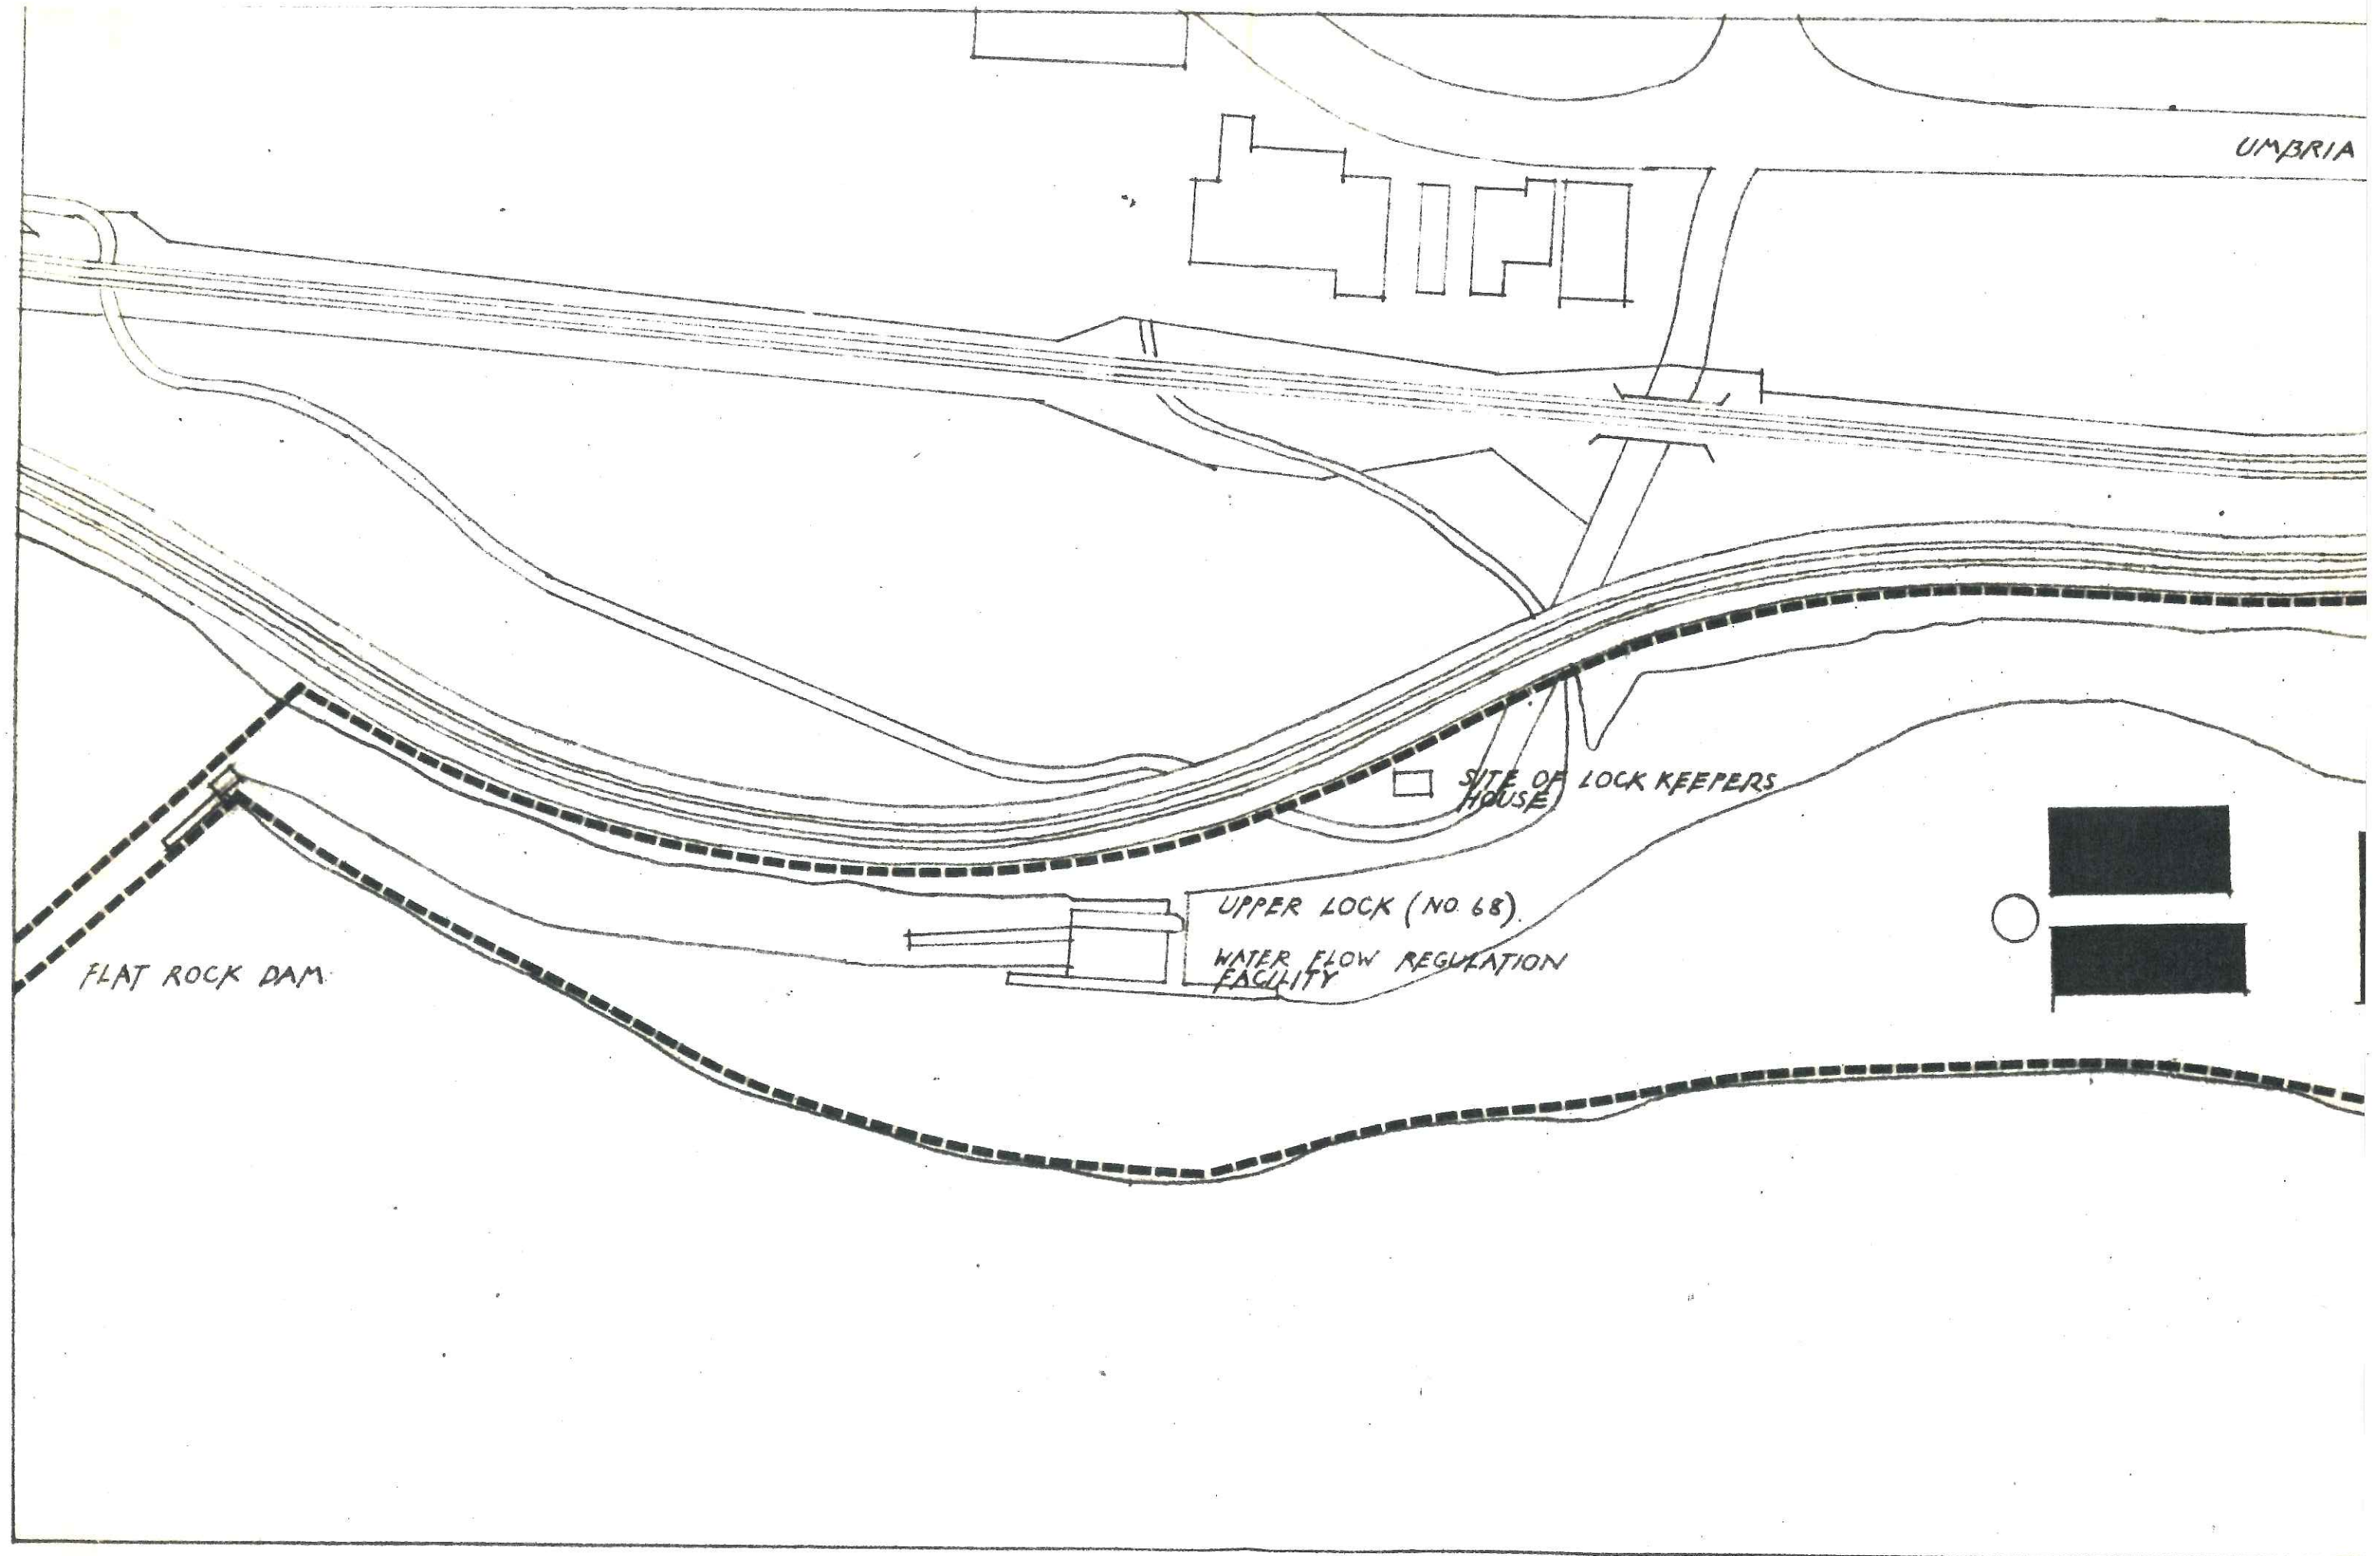 UMBRIA
SITE OF LOCK KEEPERS
HOUSE
UPPER LOCK (NO. 68).
WATER FLOW REGULATION
FACILITY
FLAT ROCK DAM